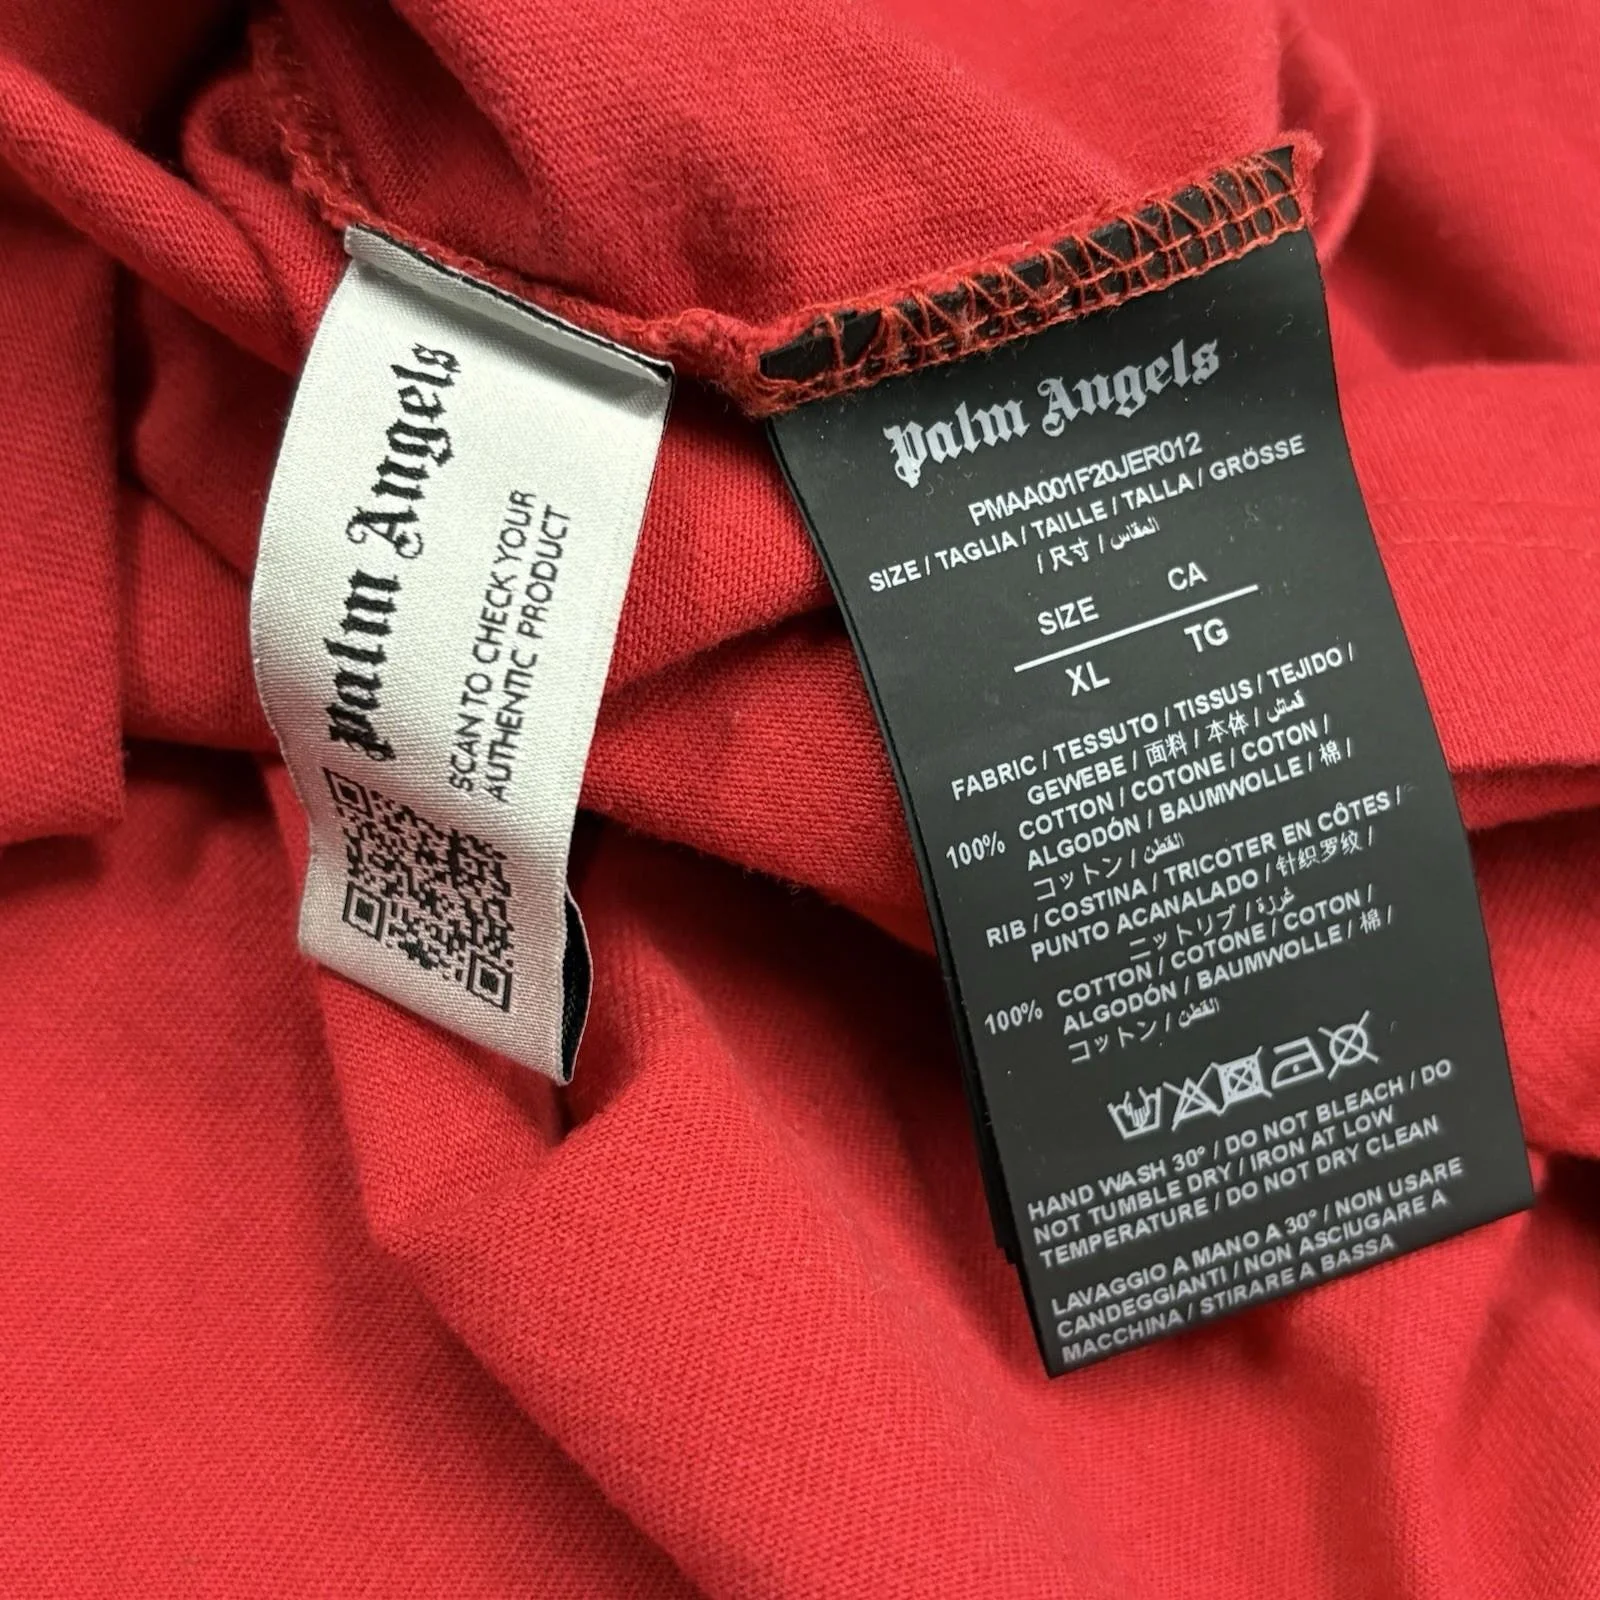 Palm Angels
SCAN TO CHECK YOUR
AUTHENTIC PRODUCT
Palm Angels
PMAA001F20JER012
SIZE / TAGLIA / TAILLE / TALLA / GRÖSSE
/ 尺寸 / المقاس
SIZE CA
XL TG
FABRIC / TESSUTO / TISSUS / TEJIDO /
GEWEBE / 面料 / 本体 / قماش
100% COTTON / COTONE / COTON /
ALGODÓN / BAUMWOLLE / 棉 /
コットン / القطن
RIB / COSTINA / TRICOTER EN CÔTES /
PUNTO ACANALADO / 针织罗纹 /
ニットリブ / غرزة
100% COTTON / COTONE / COTON /
ALGODÓN / BAUMWOLLE / 棉 /
コットン / القطن
HAND WASH 30° / DO NOT BLEACH / DO
NOT TUMBLE DRY / IRON AT LOW
TEMPERATURE / DO NOT DRY CLEAN
LAVAGGIO A MANO A 30° / NON USARE
CANDEGGIANTI / NON ASCIUGARE A
MACCHINA / STIRARE A BASSA